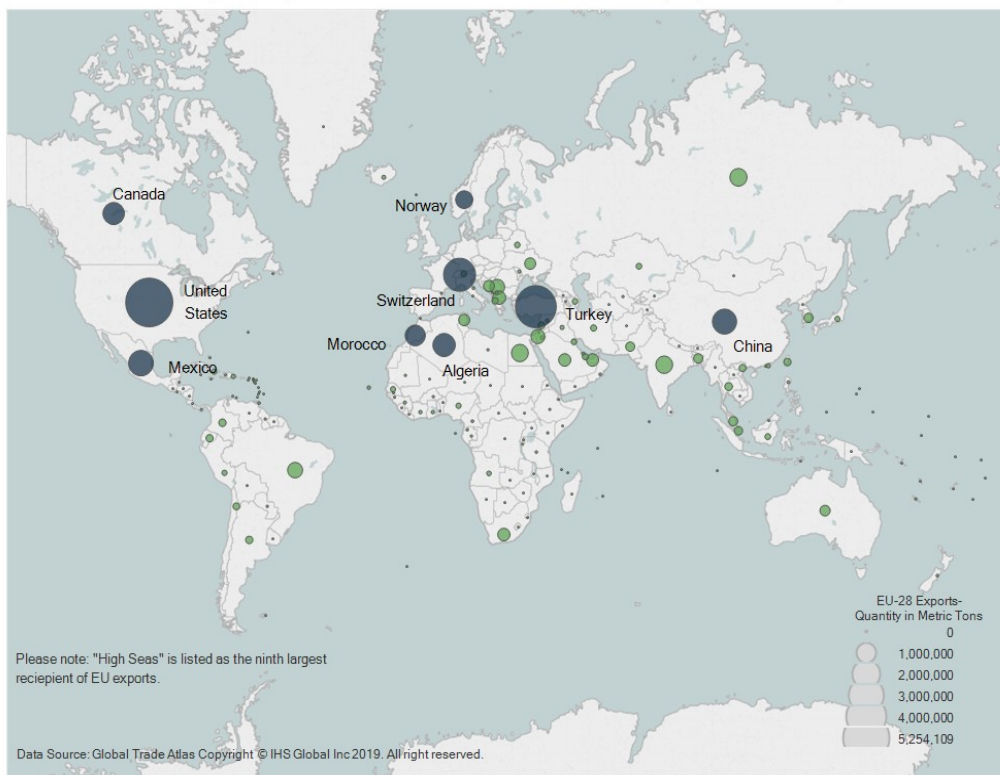 Canada
Norway
United
States
Switzerland
Turkey
Morocco
China
Mexico
Algeria
EU-28 Exports-
Quantity in Metric Tons
0
1,000,000
2,000,000
3,000,000
4,000,000
5,254,109
Please note: "High Seas" is listed as the ninth largest
reciepient of EU exports.
Data Source: Global Trade Atlas Copyright © IHS Global Inc 2019. All right reserved.